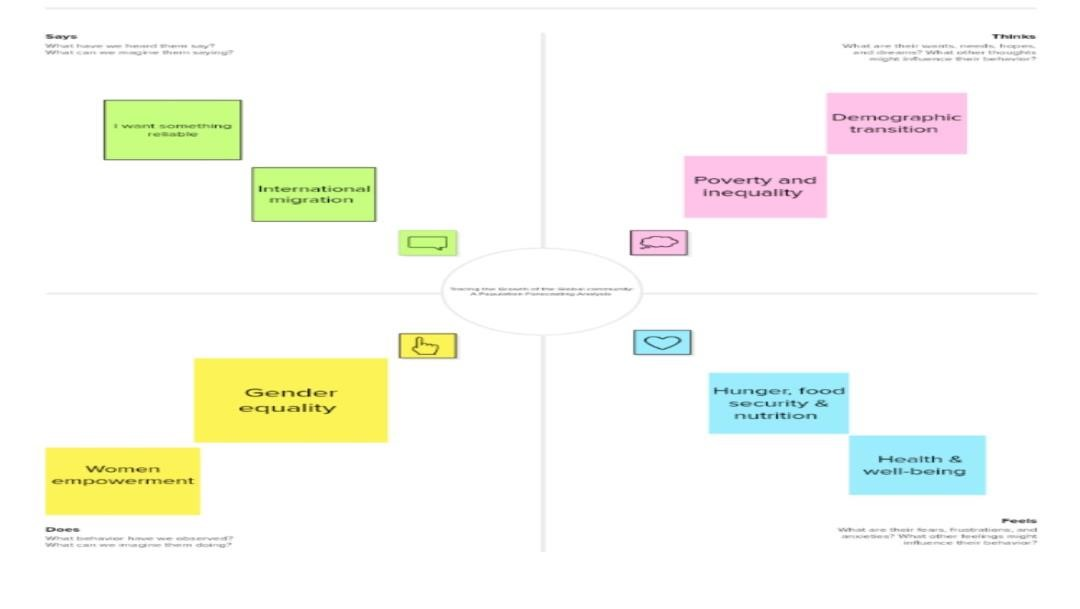 Says
What have we heard them say?
What can we magine them saying?
Thinks
What are their wants, needs, hopes,
and dreams? What other thoughts
might influence their behavior?
I want something
reliable
International
migration
Demographic
transition
Poverty and
inequality
Tracing the Growth of the Global community:
A Population Forecasting Analysis
Gender
equality
Women
empowerment
Hunger, food
security &
nutrition
Health &
well-being
Does
What behavior have we observed?
What can we imagine them doing?
Feels
What are their fears, frustrations, and
anxieties? What other feelings might
influence their behavior?